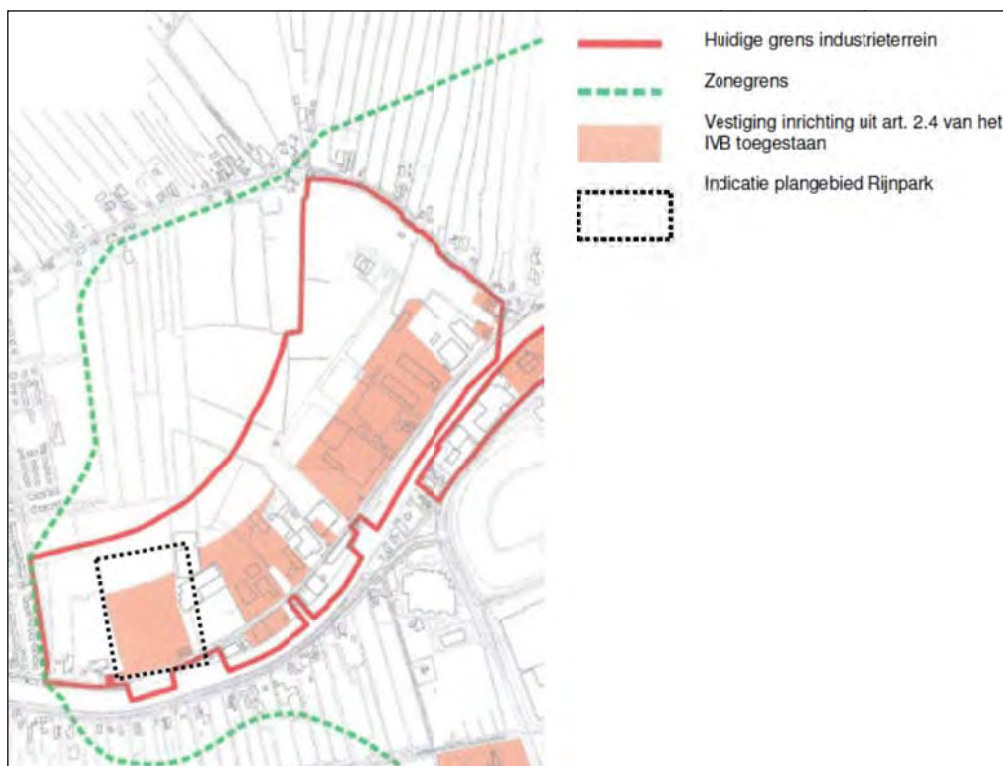 Huidige grens industrieterrein
Zonegrens
Vestiging inrichting uit art. 2.4 van het
IVB toegestaan
Indicatie plangebied Rijnpark